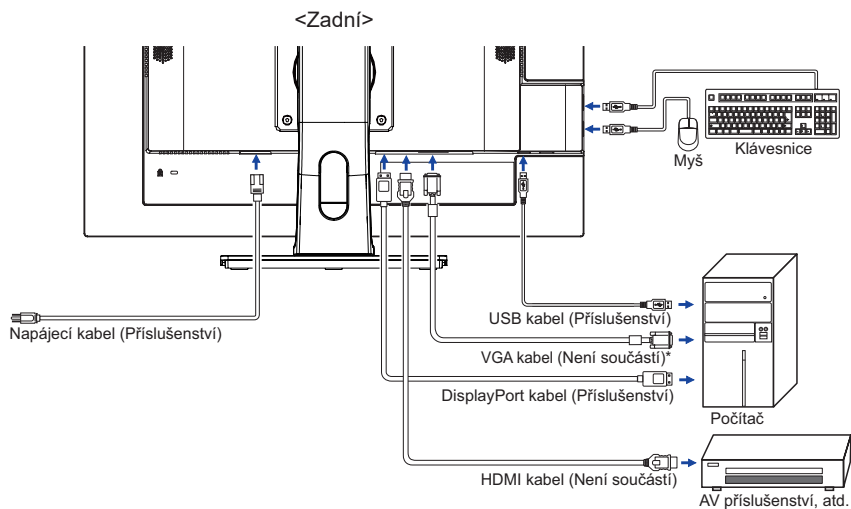 <Zadní>
Klávesnice
Myš
USB kabel (Příslušenství)
Napájecí kabel (Příslušenství)
VGA kabel (Není součástí)*
DisplayPort kabel (Příslušenství)
Počítač
HDMI kabel (Není součástí)
AV příslušenství, atd.